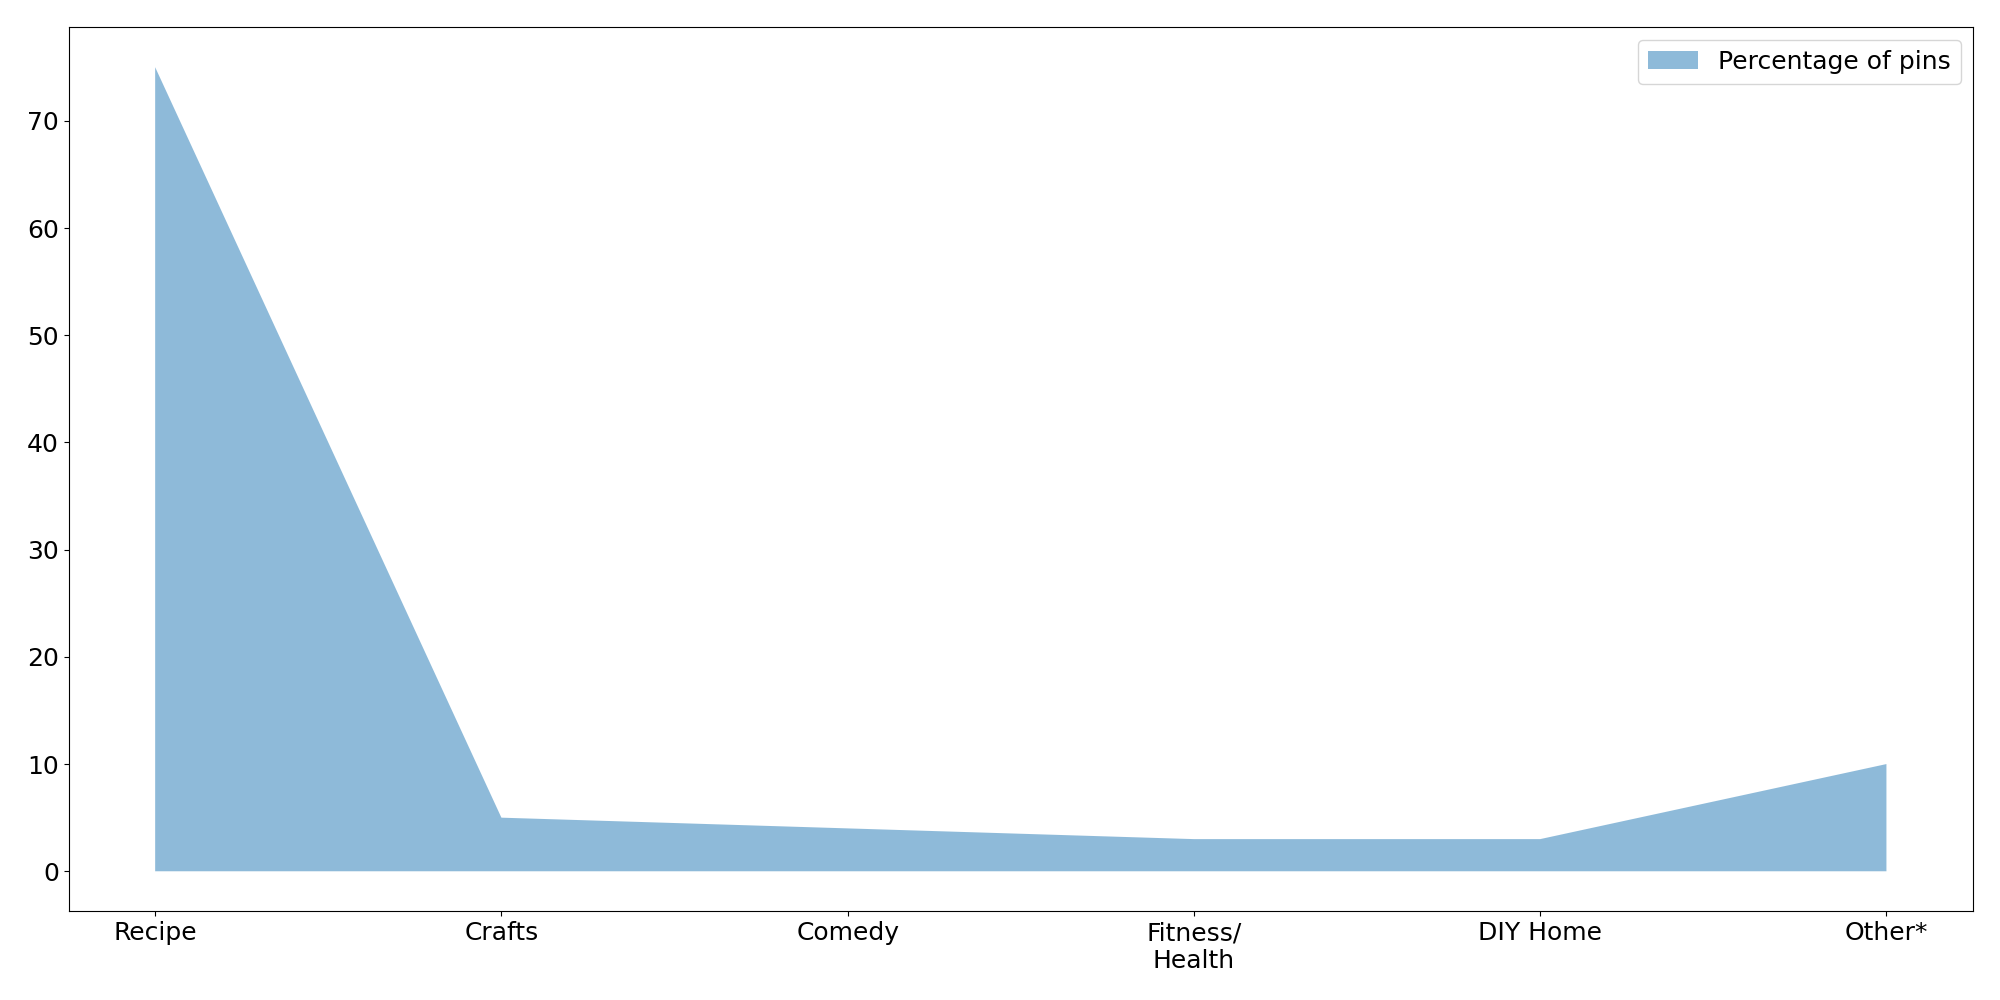 Percentage of pins
70
60
50
40
30
20
10
0
Recipe
Crafts
Comedy
Fitness/
Health
DIY Home
Other*